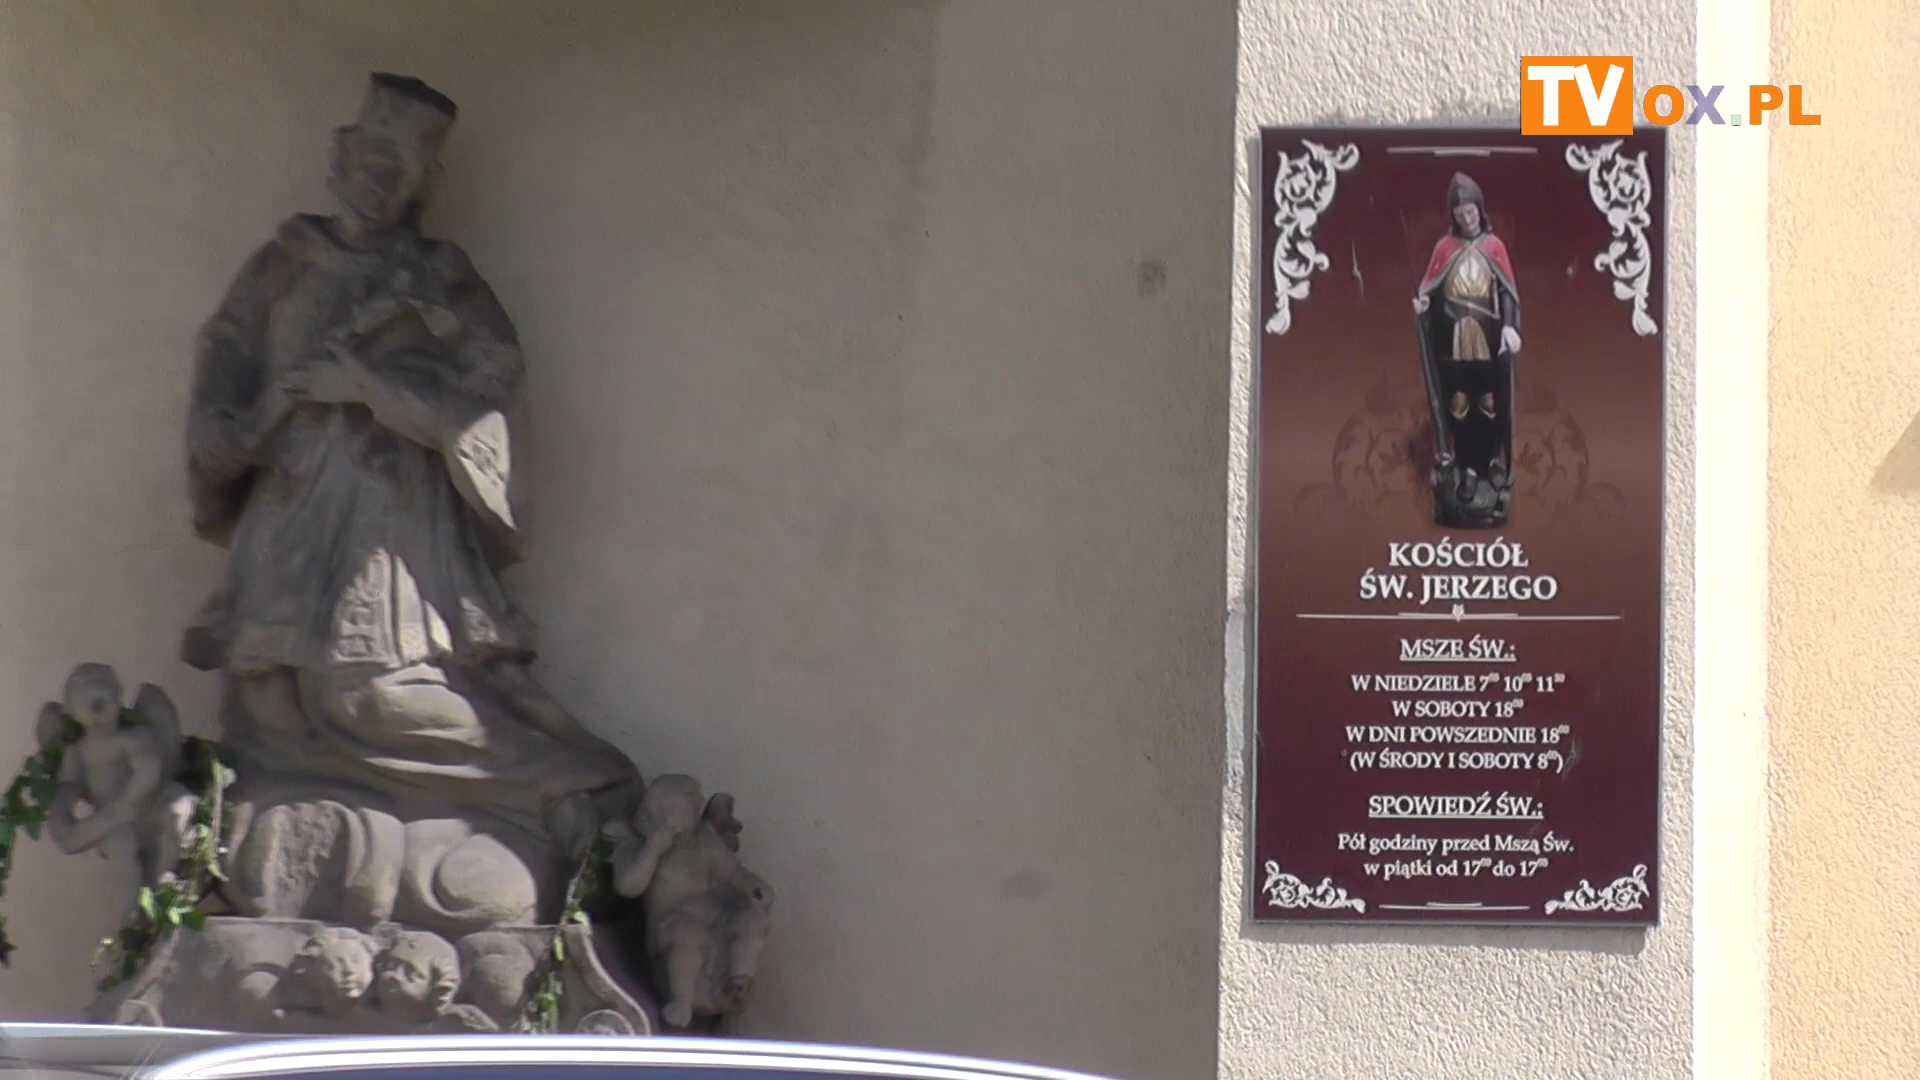 TVOX.PL
KOŚCIÓŁ
ŚW. JERZEGO
MSZE ŚW.:
W NIEDZIELE 7⁰⁰ 10⁰⁰ 11³⁰
W SOBOTY 18⁰⁰
W DNI POWSZEDNIE 18⁰⁰
(W ŚRODY I SOBOTY 8⁰⁰)
SPOWIEDŹ ŚW.:
Pół godziny przed Mszą Św.
w piątki od 17⁰⁰ do